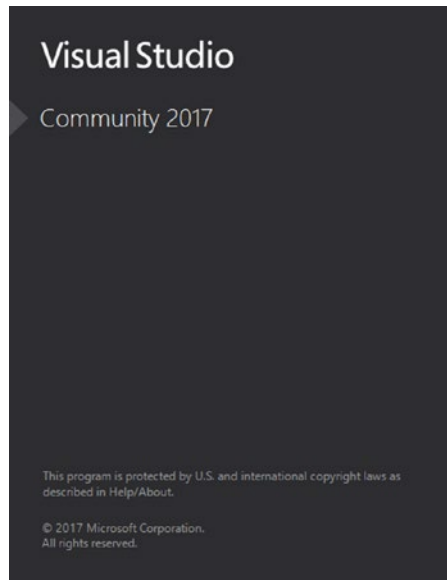 Visual Studio
Community 2017
This program is protected by U.S. and international copyright laws as
described in Help/About.
© 2017 Microsoft Corporation.
All rights reserved.